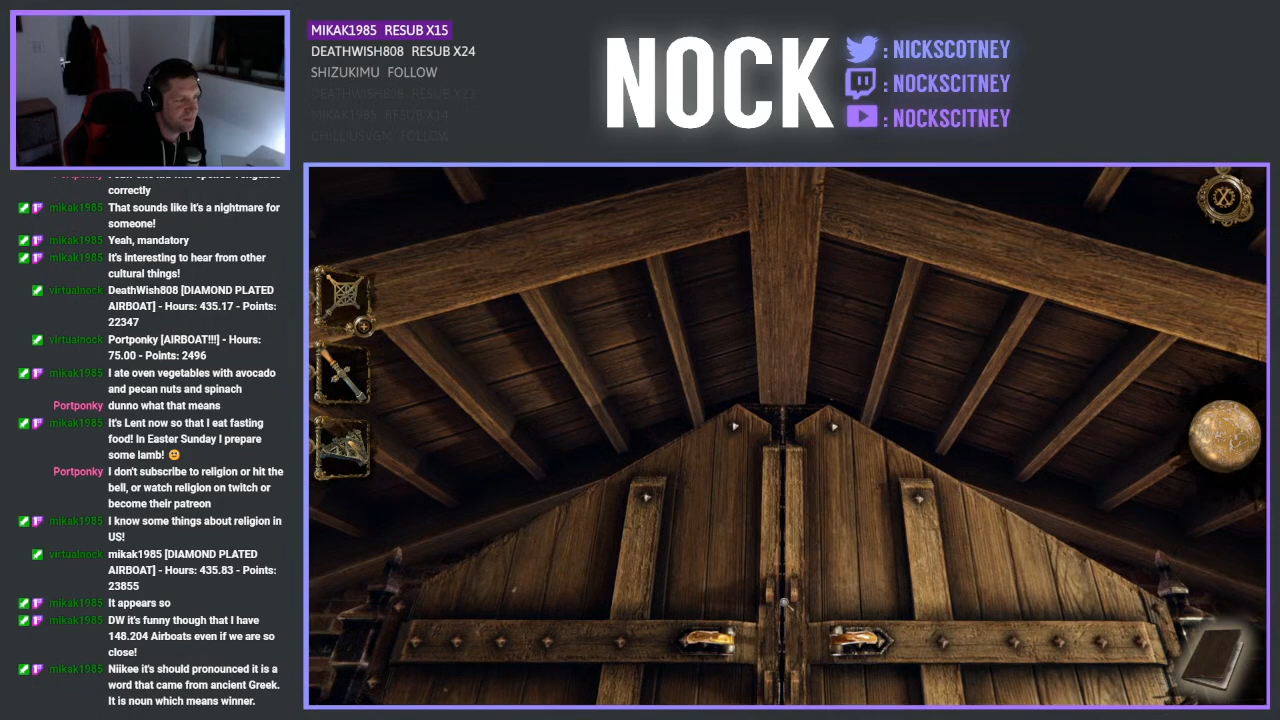 MIKAK1985 RESUB X15
DEATHWISH808 RESUB X24
SHIZUKIMU FOLLOW
DEATHWISH808 RESUB X23
MIKAK1985 RESUB X14
CHILLIUSVGM FOLLOW
NOCK
: NICKSCOTNEY
: NOCKSCITNEY
: NOCKSCITNEY
correctly
mikak1985 That sounds like it's a nightmare for
someone!
mikak1985 Yeah, mandatory
mikak1985 It's interesting to hear from other
cultural things!
virtualnock DeathWish808 [DIAMOND PLATED
AIRBOAT] - Hours: 435.17 - Points:
22347
virtualnock Portponky [AIRBOAT!!!] - Hours:
75.00 - Points: 2496
mikak1985 I ate oven vegetables with avocado
and pecan nuts and spinach
Portponky dunno what that means
mikak1985 It's Lent now so that I eat fasting
food! In Easter Sunday I prepare
some lamb!
Portponky I don't subscribe to religion or hit the
bell, or watch religion on twitch or
become their patreon
mikak1985 I know some things about religion in
US!
virtualnock mikak1985 [DIAMOND PLATED
AIRBOAT] - Hours: 435.83 - Points:
23855
mikak1985 It appears so
mikak1985 DW it's funny though that I have
148.204 Airboats even if we are so
close!
mikak1985 Niikee it's should pronounced it is a
word that came from ancient Greek.
It is noun which means winner.